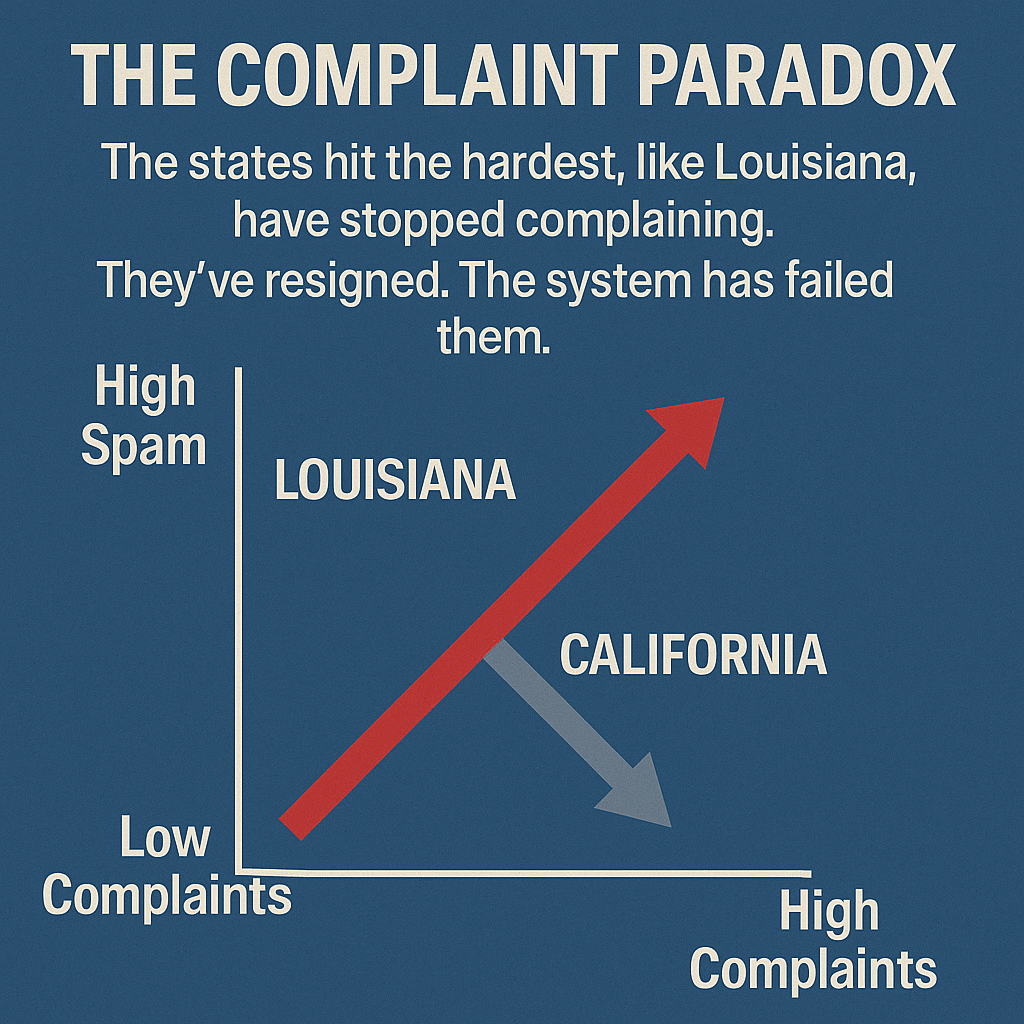 THE COMPLAINT PARADOX
The states hit the hardest, like Louisiana,
have stopped complaining.
They've resigned. The system has failed
them.
High
Spam
LOUISIANA
CALIFORNIA
Low
Complaints
High
Complaints